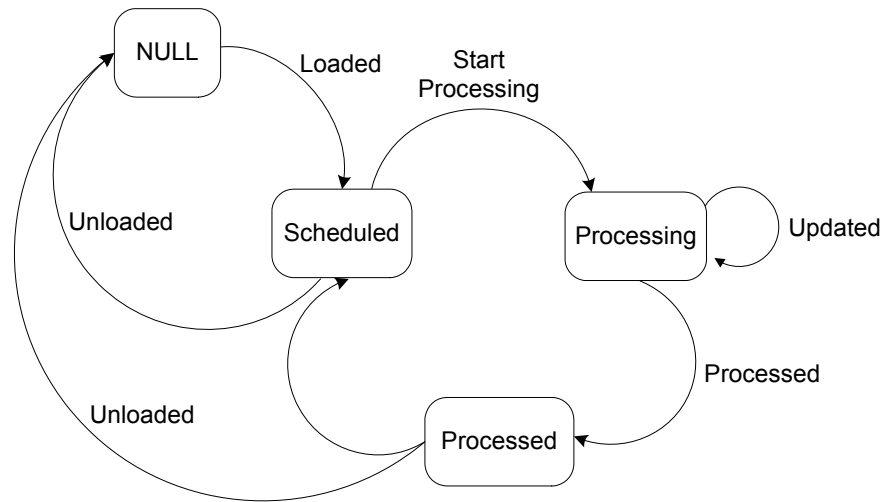 NULL
Loaded
Start
Processing
Unloaded
Scheduled
Processing
Updated
Processed
Unloaded
Processed